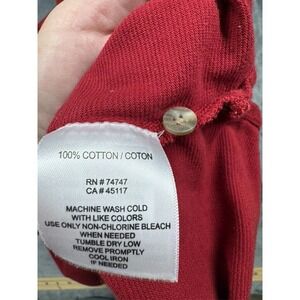 100% COTTON / COTON
RN # 74747
CA # 45117
MACHINE WASH COLD
WITH LIKE COLORS
USE ONLY NON-CHLORINE BLEACH
WHEN NEEDED
TUMBLE DRY LOW
REMOVE PROMPTLY
COOL IRON
IF NEEDED